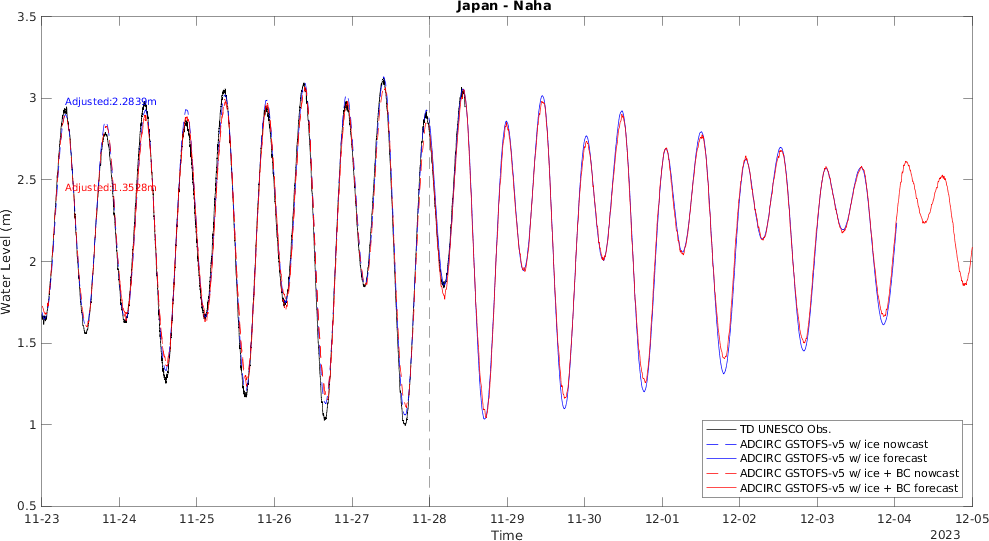 Japan - Naha
3.5
3
2.5
2
1.5
1
0.5
Water Level (m)
Adjusted:2.2839m
Adjusted:1.3528m
TD UNESCO Obs.
ADCIRC GSTOFS-v5 w/ ice nowcast
ADCIRC GSTOFS-v5 w/ ice forecast
ADCIRC GSTOFS-v5 w/ ice + BC nowcast
ADCIRC GSTOFS-v5 w/ ice + BC forecast
11-23 11-24 11-25 11-26 11-27 11-28 11-29 11-30 12-01 12-02 12-03 12-04 12-05
Time
2023